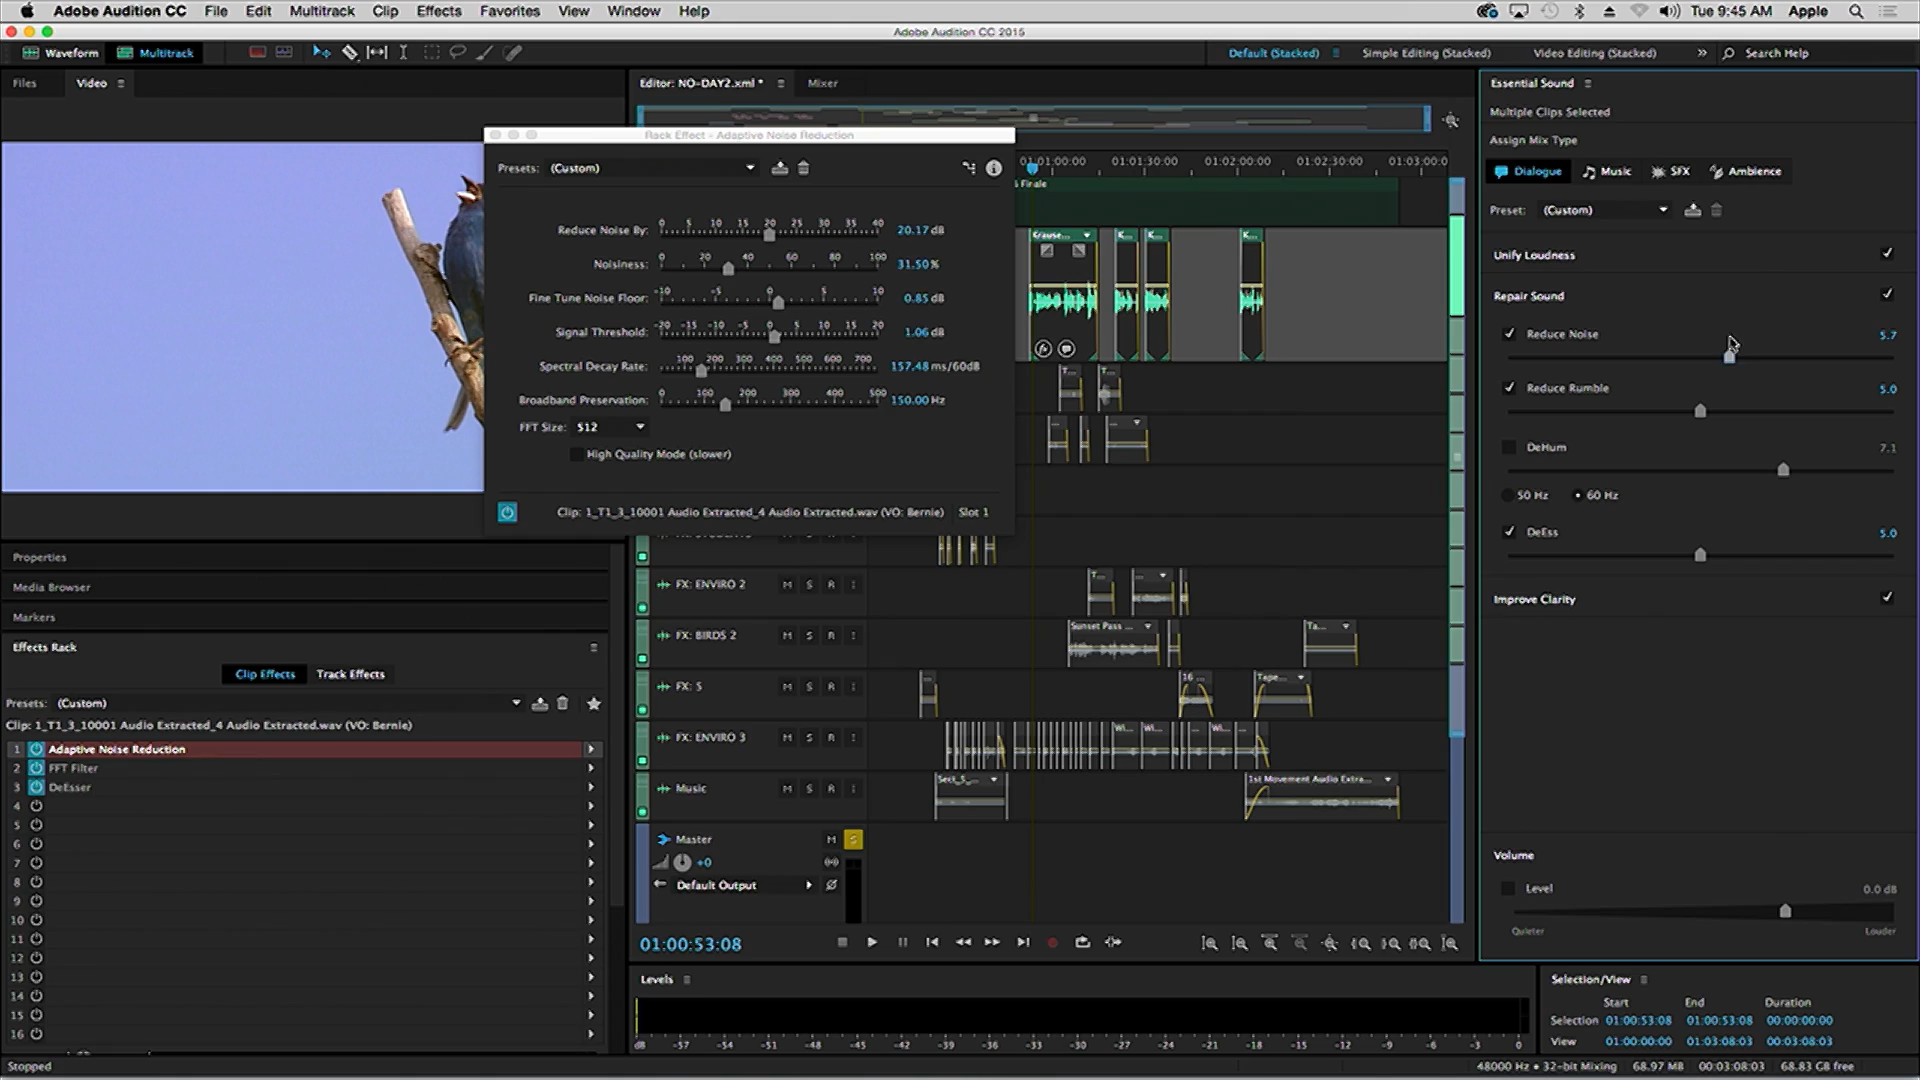 Adobe Audition CC File Edit Multitrack Clip Effects Favorites View Window Help
Tue 9:45 AM Apple
Adobe Audition CC 2015
Waveform Multitrack
Default (Stacked) Simple Editing (Stacked) Video Editing (Stacked) » Search Help
Files Video
Editor: NO-DAY2.xml * Mixer
Rack Effect - Adaptive Noise Reduction
Presets: (Custom)
Reduce Noise By: 0 5 10 15 20 25 30 35 40 20.17 dB
Noisiness: 0 20 40 60 80 100 31.50 %
Fine Tune Noise Floor: -10 -5 0 5 10 0.85 dB
Signal Threshold: -20 -15 -10 -5 0 5 10 15 20 1.06 dB
Spectral Decay Rate: 100 200 300 400 500 600 700 157.48 ms/60dB
Broadband Preservation: 0 100 200 300 400 500 150.00 Hz
FFT Size: 512
High Quality Mode (slower)
Clip: 1_T1_3_10001 Audio Extracted_4 Audio Extracted.wav (VO: Bernie) Slot 1
01:01:00:00 01:01:30:00 01:02:00:00 01:02:30:00 01:03:00:0
Finale
Krause... K... K... K...
T... T...
... ...
FX: ENVIRO 2 M S R I
T... ...
FX: BIRDS 2 M S R I
Sunset Pass ... Ta...
FX: 5 M S R I
... 16 ... Tape...
FX: ENVIRO 3 M S R I
Wi... Wi... ... Wi... ...
Music M S R I
Sect_5_... 1st Movement Audio Extra...
Master M S
+0
Default Output
01:00:53:08
Levels
dB -57 -54 -51 -48 -45 -42 -39 -36 -33 -30 -27 -24 -21 -18 -15 -12 -9 -6 -3 0
Properties
Media Browser
Markers
Effects Rack
Clip Effects Track Effects
Presets: (Custom)
Clip: 1_T1_3_10001 Audio Extracted_4 Audio Extracted.wav (VO: Bernie)
1 Adaptive Noise Reduction
2 FFT Filter
3 DeEsser
4
5
6
7
8
9
10
11
12
13
14
15
16
Essential Sound
Multiple Clips Selected
Assign Mix Type
Dialogue Music SFX Ambience
Preset: (Custom)
Unify Loudness
Repair Sound
Reduce Noise 5.7
Reduce Rumble 5.0
DeHum 7.1
50 Hz 60 Hz
DeEss 5.0
Improve Clarity
Volume
Level 0.0 dB
Quieter Louder
Selection/View
Start End Duration
Selection 01:00:53:08 01:00:53:08 00:00:00:00
View 01:00:00:00 01:03:08:03 00:03:08:03
Stopped
48000 Hz • 32-bit Mixing 68.97 MB 00:03:08:03 68.83 GB free